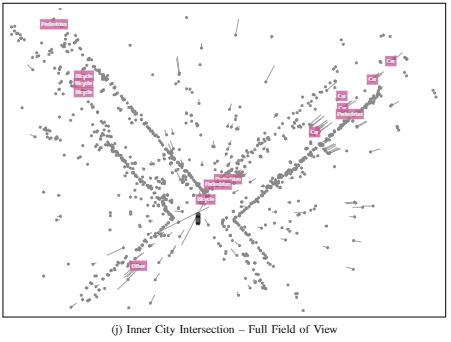 Pedestrian
Car
Car
Bicycle
Bicycle
Bicycle
Car
Car
Pedestrian
Car
Pedestrian
Pedestrian
Bicycle
Other
(j) Inner City Intersection – Full Field of View